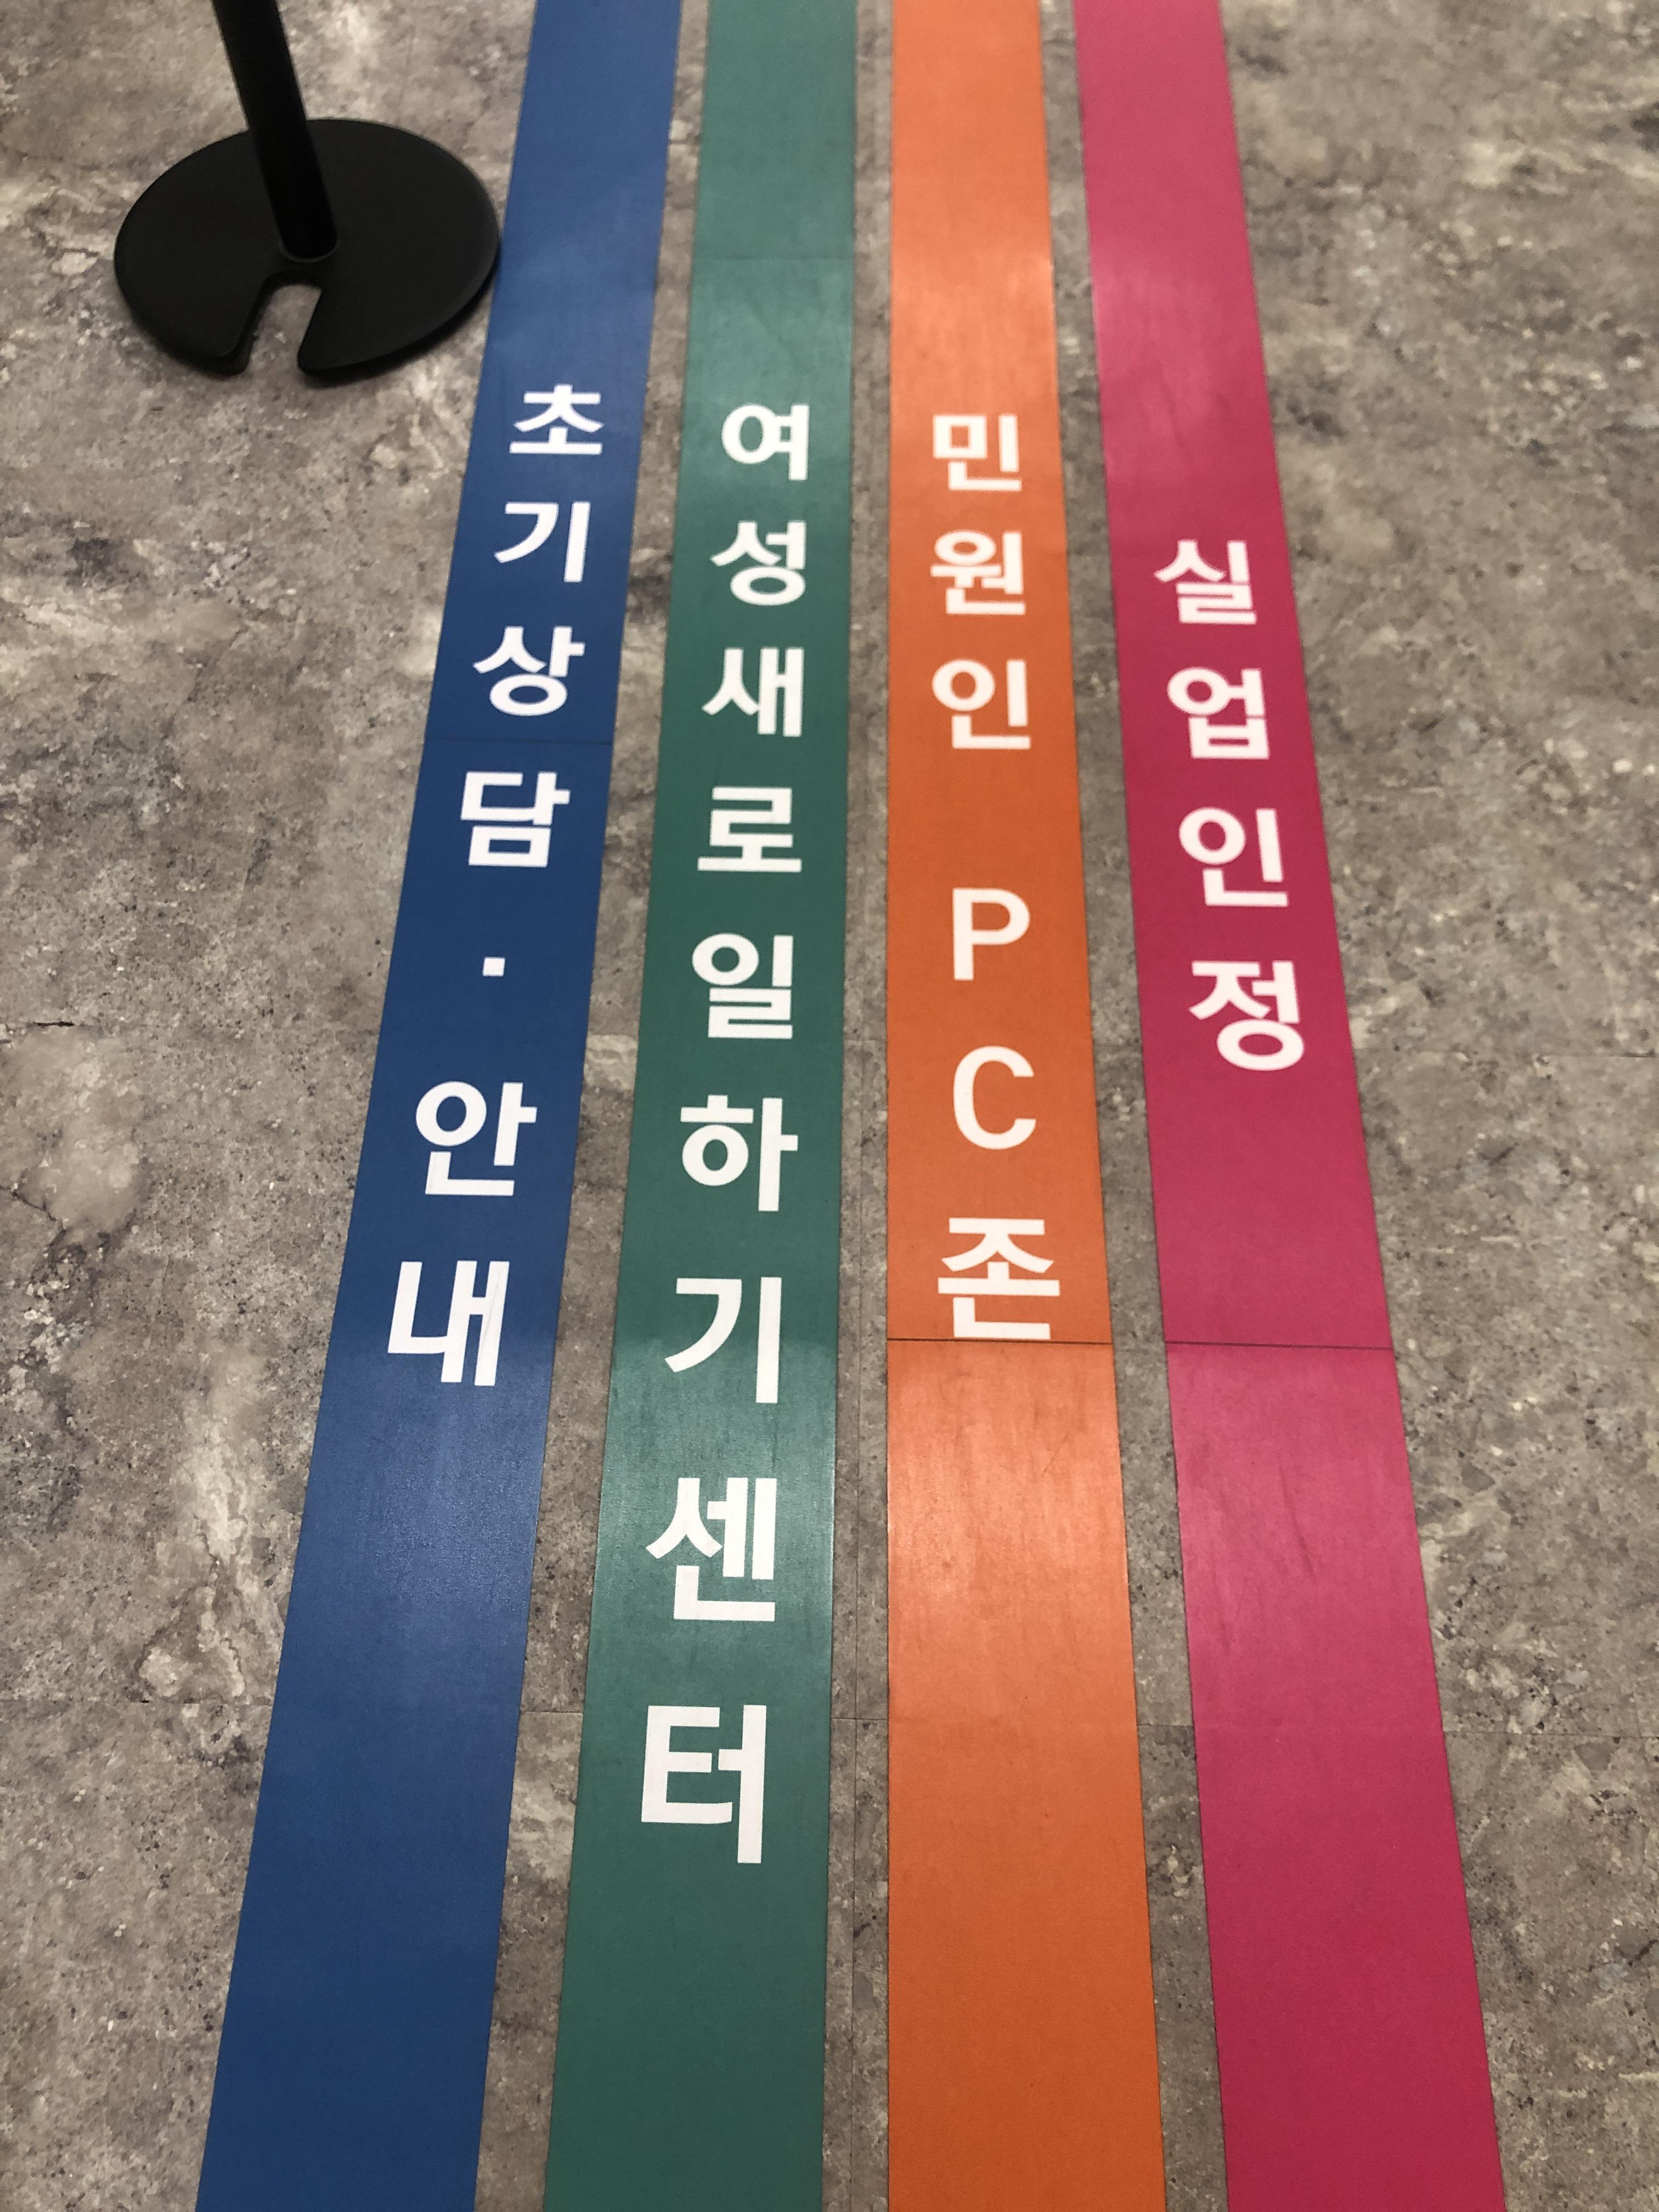 초기상담·안내
여성새로일하기센터
민원인 PC존
실업인정